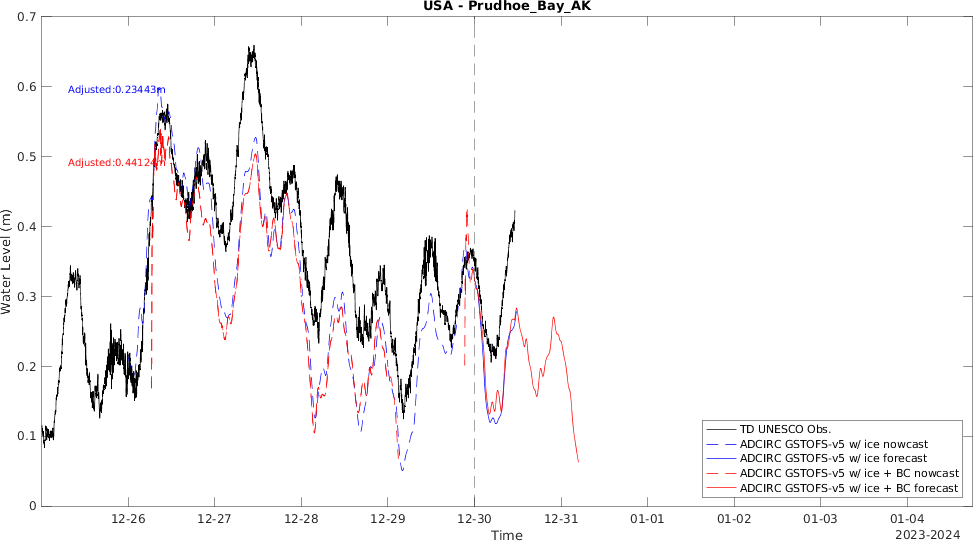 USA - Prudhoe_Bay_AK
0.7
0.6
0.5
0.4
0.3
0.2
0.1
0
Water Level (m)
Adjusted:0.23443m
Adjusted:0.44124m
TD UNESCO Obs.
ADCIRC GSTOFS-v5 w/ ice nowcast
ADCIRC GSTOFS-v5 w/ ice forecast
ADCIRC GSTOFS-v5 w/ ice + BC nowcast
ADCIRC GSTOFS-v5 w/ ice + BC forecast
12-26 12-27 12-28 12-29 12-30 12-31 01-01 01-02 01-03 01-04
Time
2023-2024